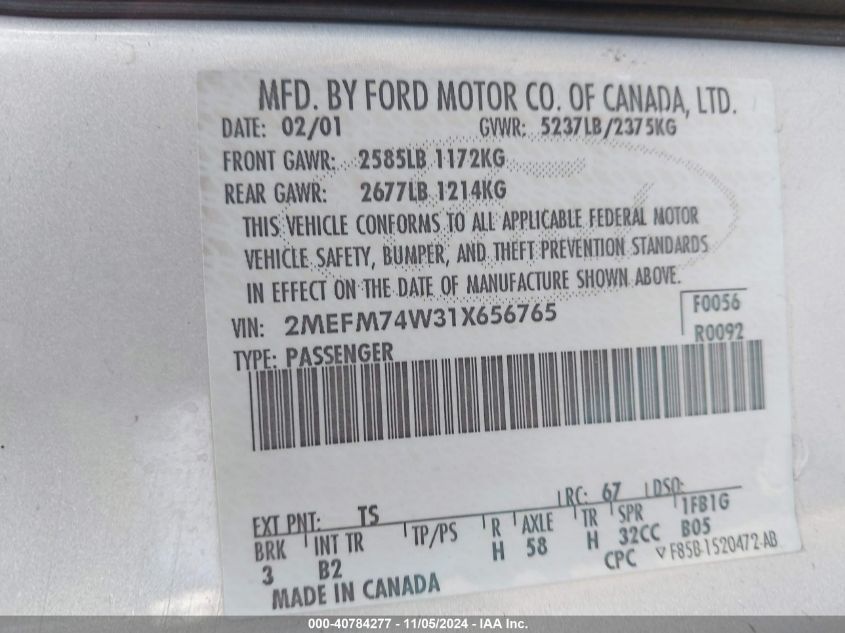 MFD. BY FORD MOTOR CO. OF CANADA, LTD.
DATE: 02/01 GVWR: 5237LB/2375KG
FRONT GAWR: 2585LB 1172KG
REAR GAWR: 2677LB 1214KG
THIS VEHICLE CONFORMS TO ALL APPLICABLE FEDERAL MOTOR
VEHICLE SAFETY, BUMPER, AND THEFT PREVENTION STANDARDS
IN EFFECT ON THE DATE OF MANUFACTURE SHOWN ABOVE.
VIN: 2MEFM74W31X656765 F0056
TYPE: PASSENGER R0092
RC: 67 DSO:
EXT PNT: TS 1FB1G
BRK INT TR TP/PS R AXLE TR SPR
3 B2 H 58 H 32CC B05
MADE IN CANADA CPC F85B-1520472-AB
000-40784277 - 11/05/2024 - IAA Inc.